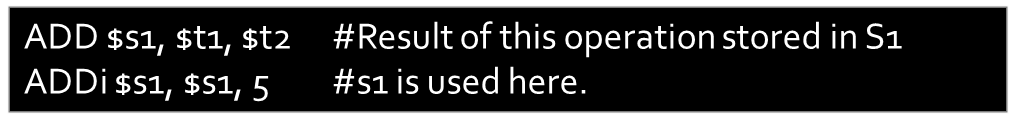 ADD $s1, $t1, $t2 #Result of this operation stored in S1
ADDi $s1, $s1, 5 #s1 is used here.